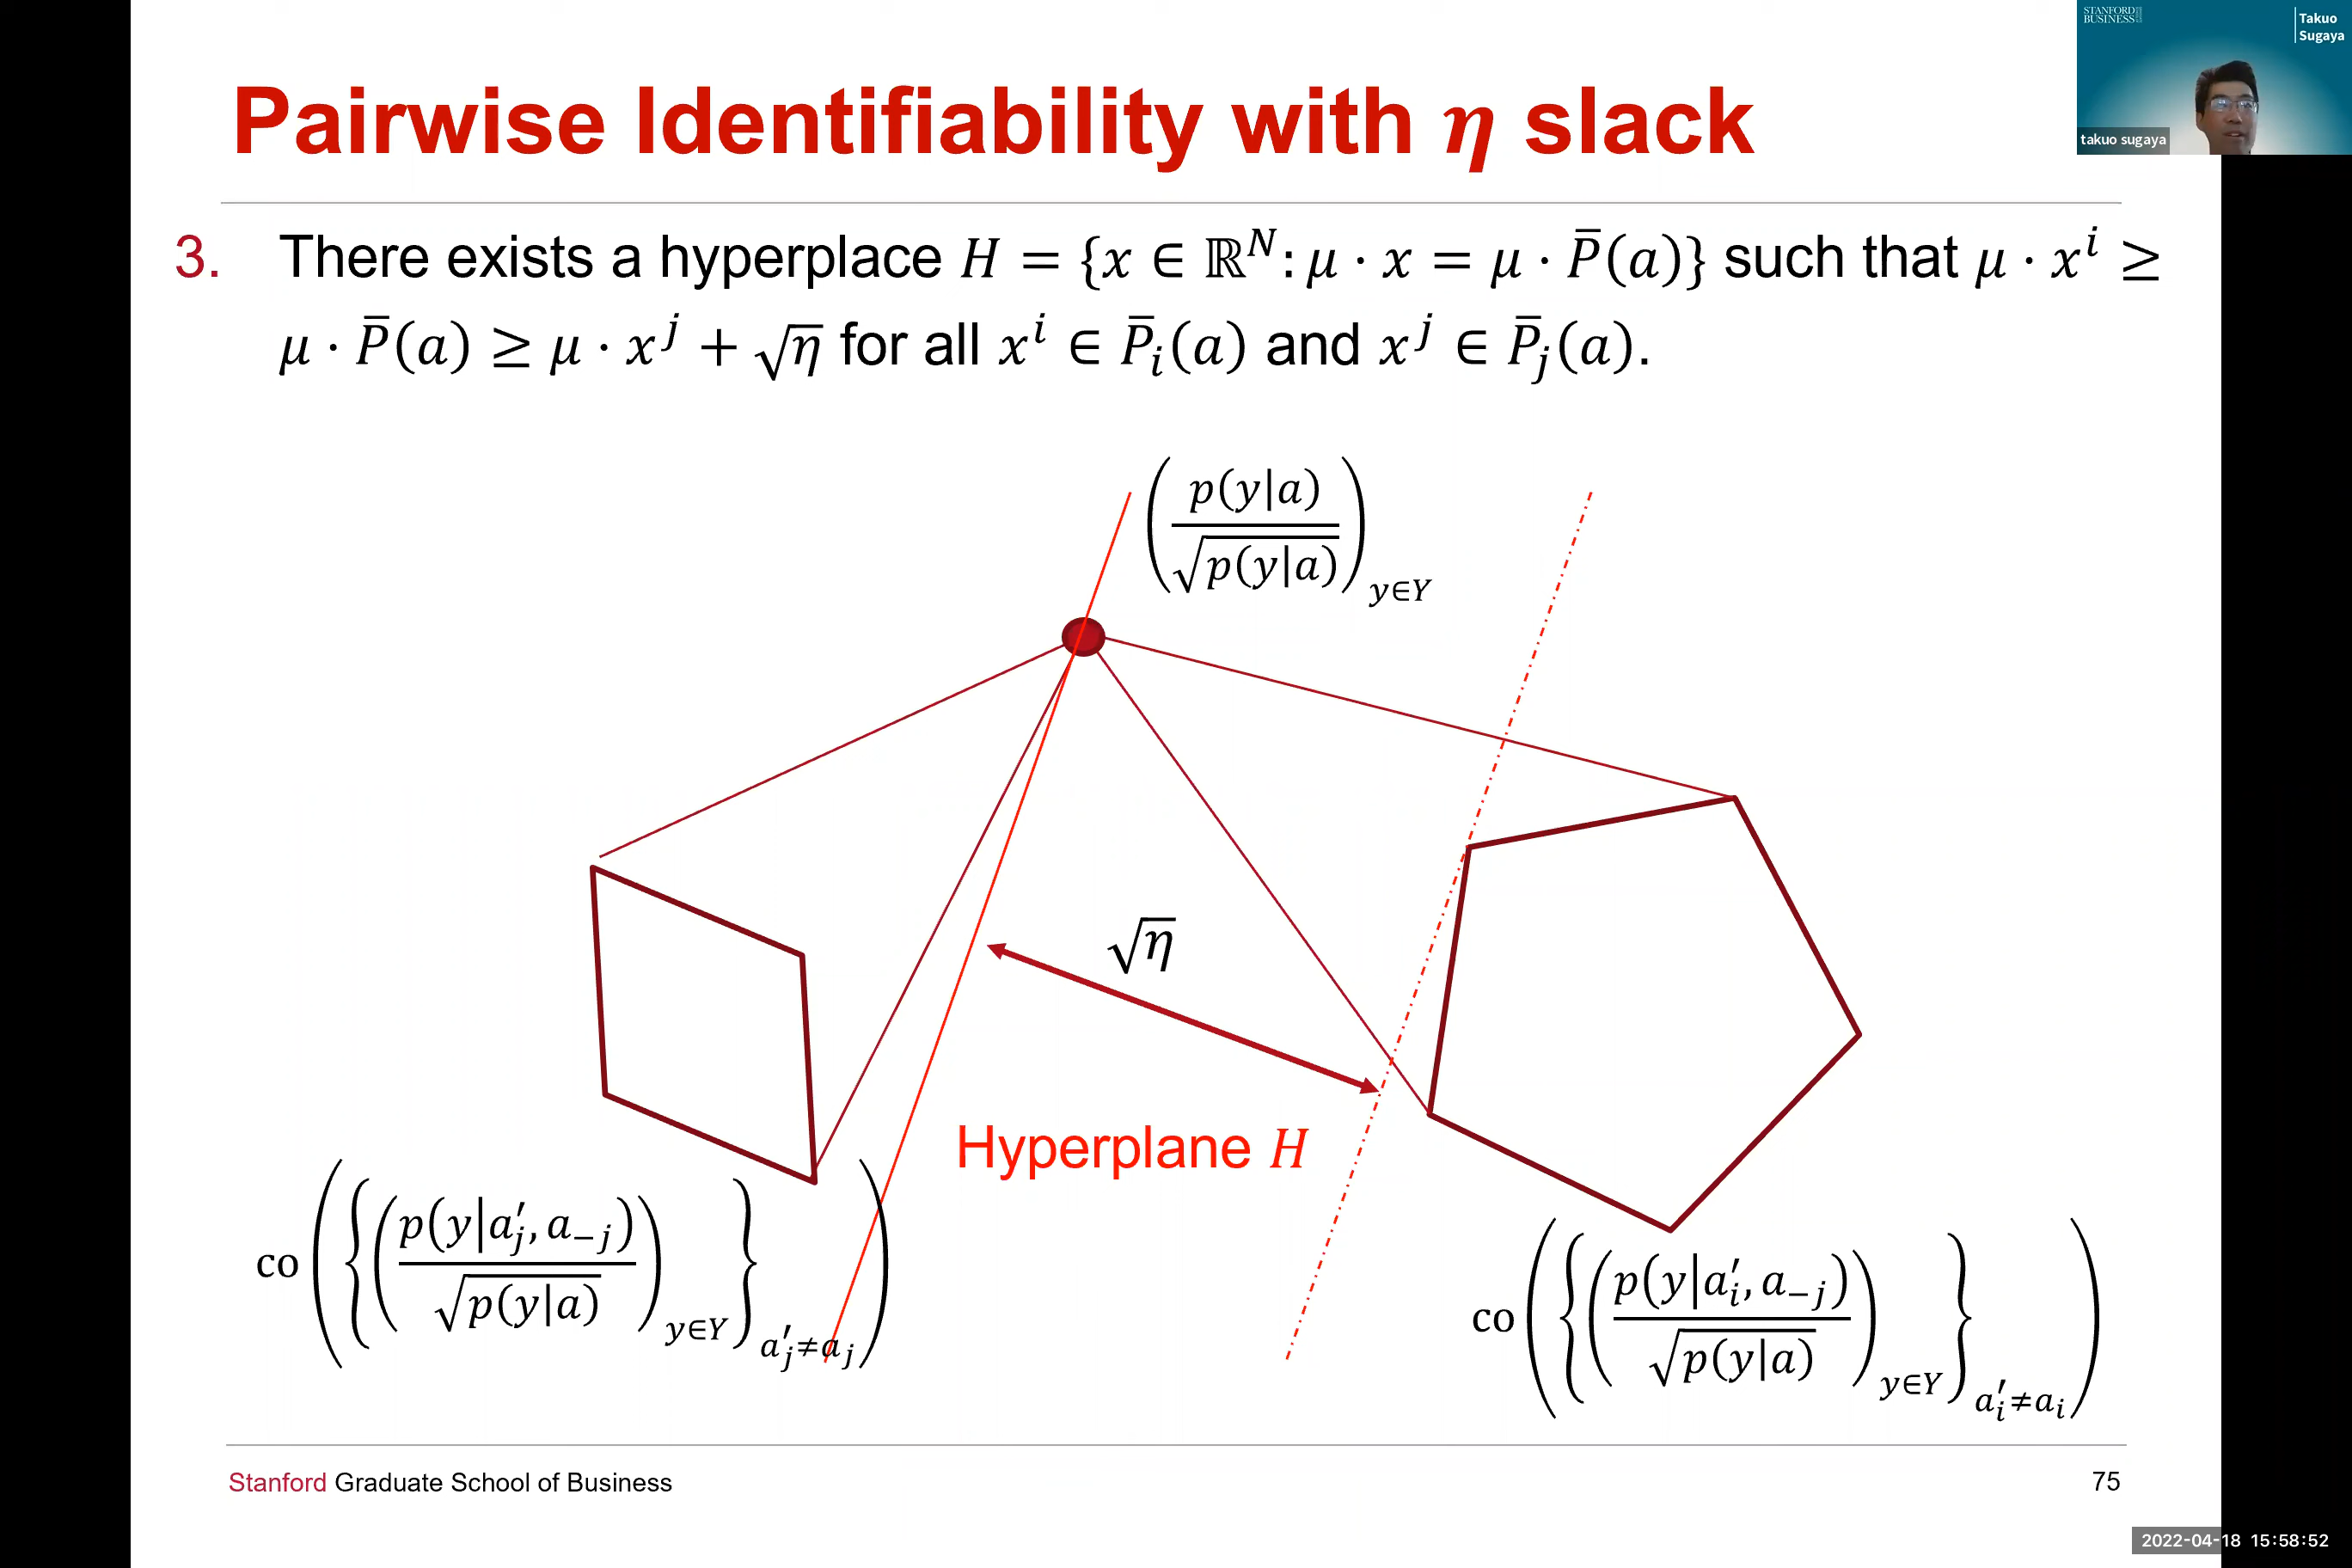 STANFORD BUSINESS
Takuo Sugaya
takuo sugaya
Pairwise Identifiability with η slack
3. There exists a hyperplace H = {x ∈ ℝ^N: μ · x = μ · P̄(a)} such that μ · x^i ≥
μ · P̄(a) ≥ μ · x^j + √η for all x^i ∈ P̄_i(a) and x^j ∈ P̄_j(a).
(p(y|a) / √p(y|a))_{y∈Y}
√η
Hyperplane H
co({(p(y|a′_j, a_−j) / √p(y|a))_{y∈Y}}_{a′_j≠a_j})
co({(p(y|a′_i, a_−j) / √p(y|a))_{y∈Y}}_{a′_i≠a_i})
Stanford Graduate School of Business
75
2022-04-18 15:58:52